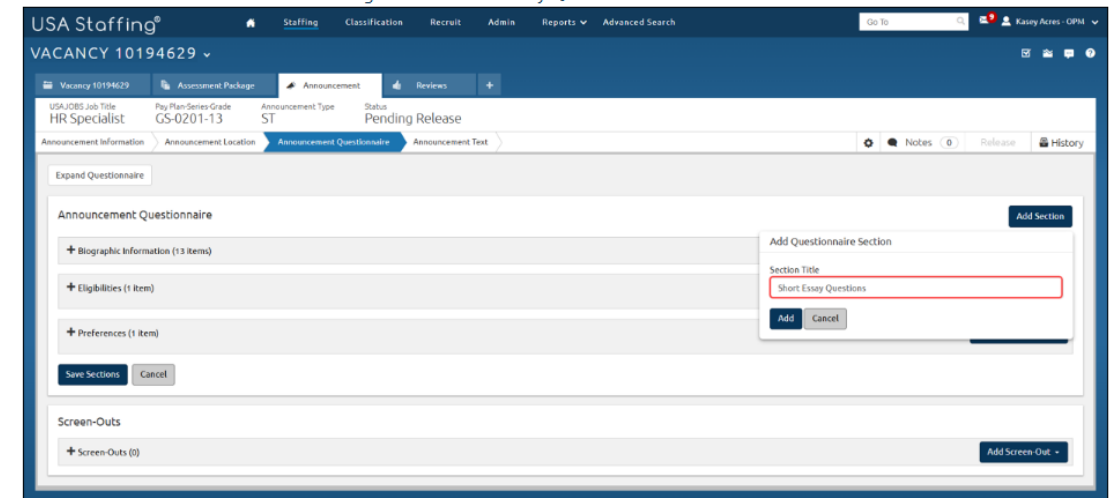 USA Staffing®
Staffing Classification Recruit Admin Reports Advanced Search
Go To
9
Kasey Acres - OPM
VACANCY 10194629
Vacancy 10194629 Assessment Package Announcement Reviews +
USAJOBS Job Title Pay Plan-Series-Grade Announcement Type Status
HR Specialist GS-0201-13 ST Pending Release
Announcement Information Announcement Location Announcement Questionnaire Announcement Text
Notes 0 Release History
Expand Questionnaire
Announcement Questionnaire
Add Section
+ Biographic Information (13 items)
+ Eligibilities (1 item)
+ Preferences (1 item)
Add Questionnaire Section
Section Title
Short Essay Questions
Add Cancel
Save Sections Cancel
Screen-Outs
+ Screen-Outs (0)
Add Screen-Out